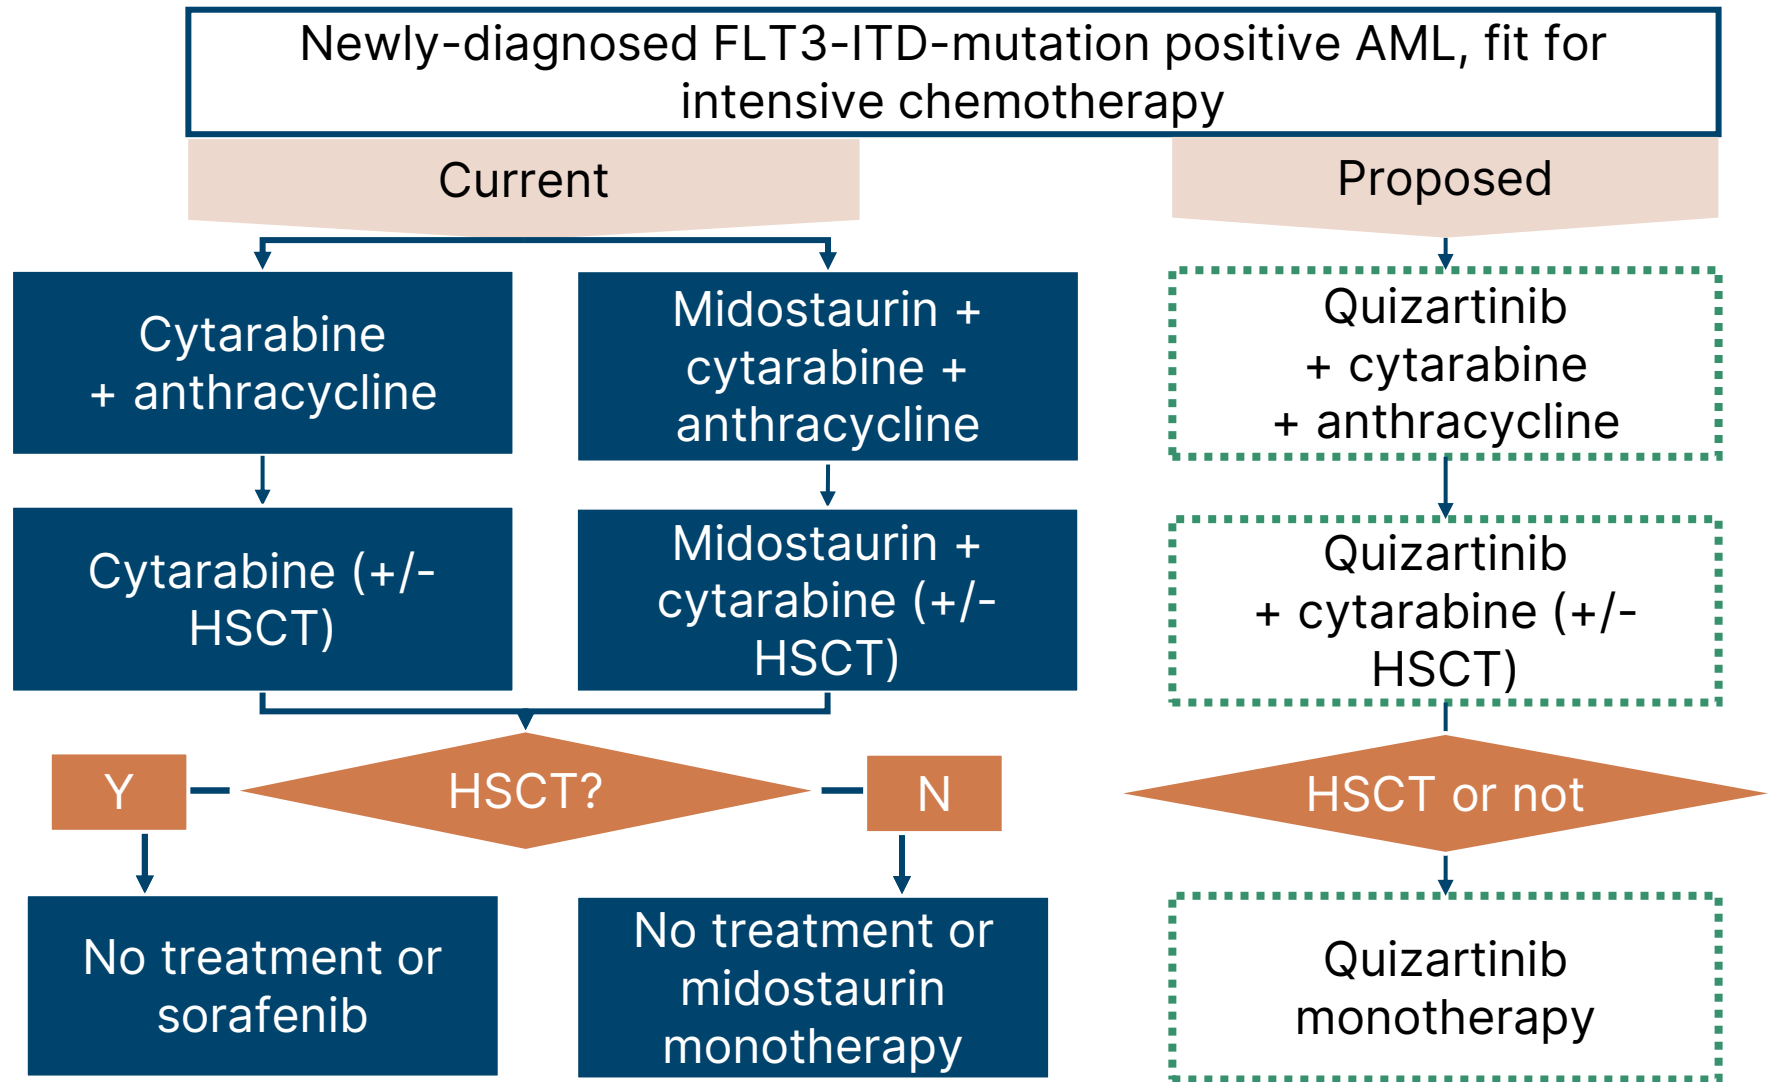 Newly-diagnosed FLT3-ITD-mutation positive AML, fit for
intensive chemotherapy
Current
Proposed
Cytarabine
+ anthracycline
Midostaurin +
cytarabine +
anthracycline
Quizartinib
+ cytarabine
+ anthracycline
Cytarabine (+/-
HSCT)
Midostaurin +
cytarabine (+/-
HSCT)
Quizartinib
+ cytarabine (+/-
HSCT)
Y
HSCT?
N
HSCT or not
No treatment or
sorafenib
No treatment or
midostaurin
monotherapy
Quizartinib
monotherapy